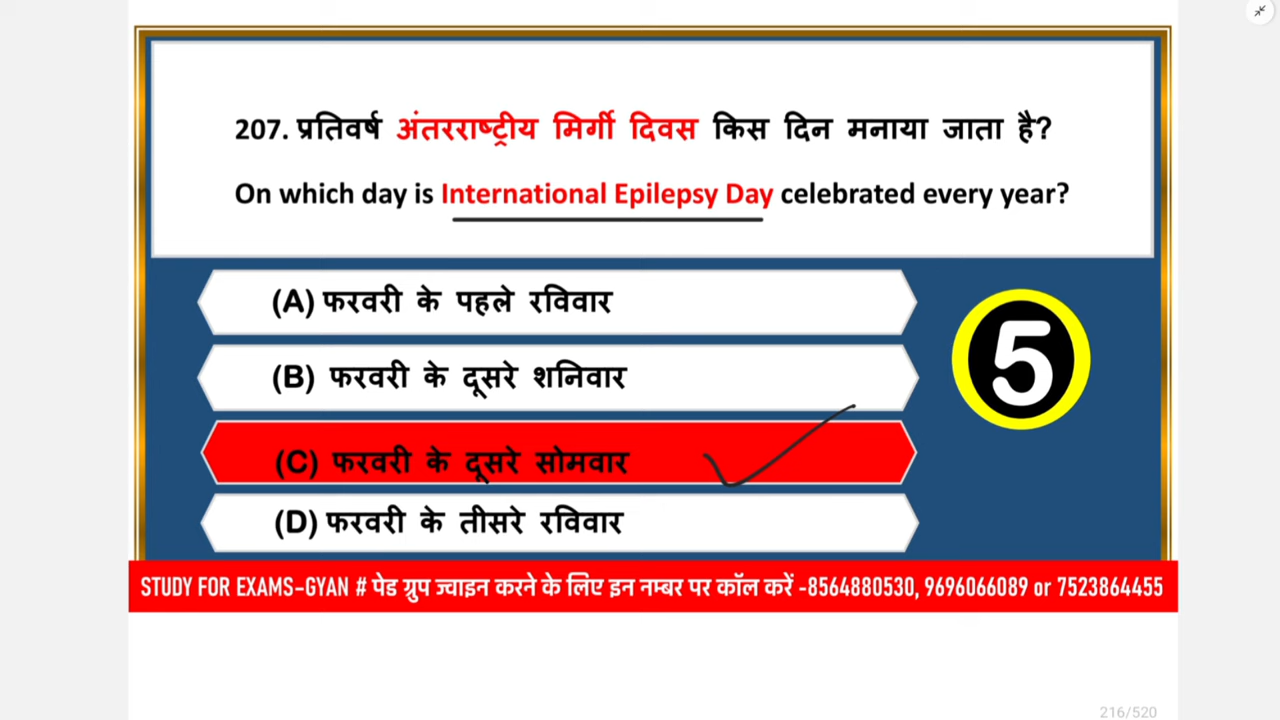 207. प्रतिवर्ष अंतरराष्ट्रीय मिर्गी दिवस किस दिन मनाया जाता है?
On which day is International Epilepsy Day celebrated every year?
(A) फरवरी के पहले रविवार
(B) फरवरी के दूसरे शनिवार
5
(C) फरवरी के दूसरे सोमवार
(D) फरवरी के तीसरे रविवार
STUDY FOR EXAMS-GYAN # पेड ग्रुप ज्वाइन करने के लिए इन नम्बर पर कॉल करें -8564880530, 9696066089 or 7523864455
216/520